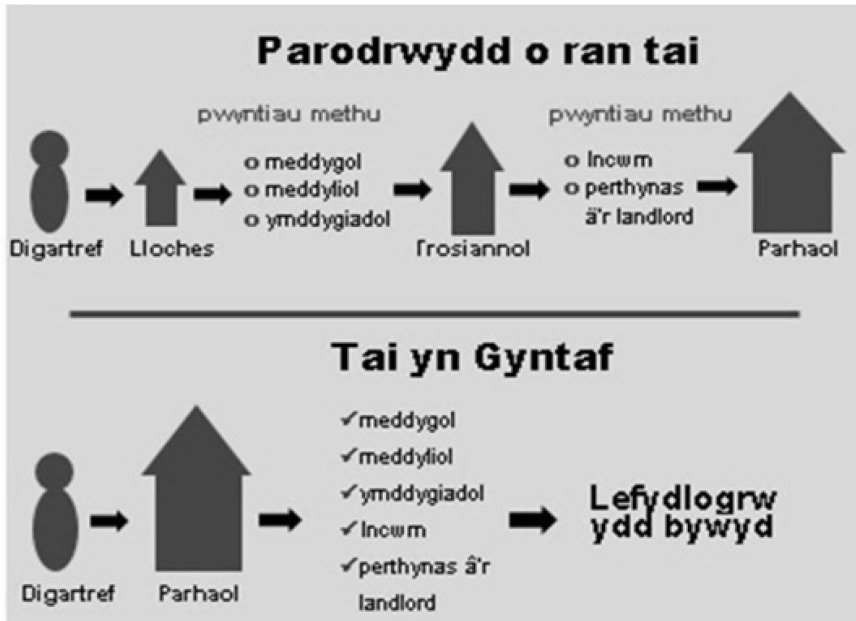 Parodrwydd o ran tai
pwyntiau methu
o meddygol
o meddyliol
o ymddygiadol
pwyntiau methu
o Incwm
o perthynas
â'r landlord
Digartref
Lloches
Trosiannol
Parhaol
Tai yn Gyntaf
✓meddygol
✓meddyliol
✓ymddygiadol
✓Incwm
✓perthynas â'r
landlord
Lefydlogrw
ydd bywyd
Digartref
Parhaol